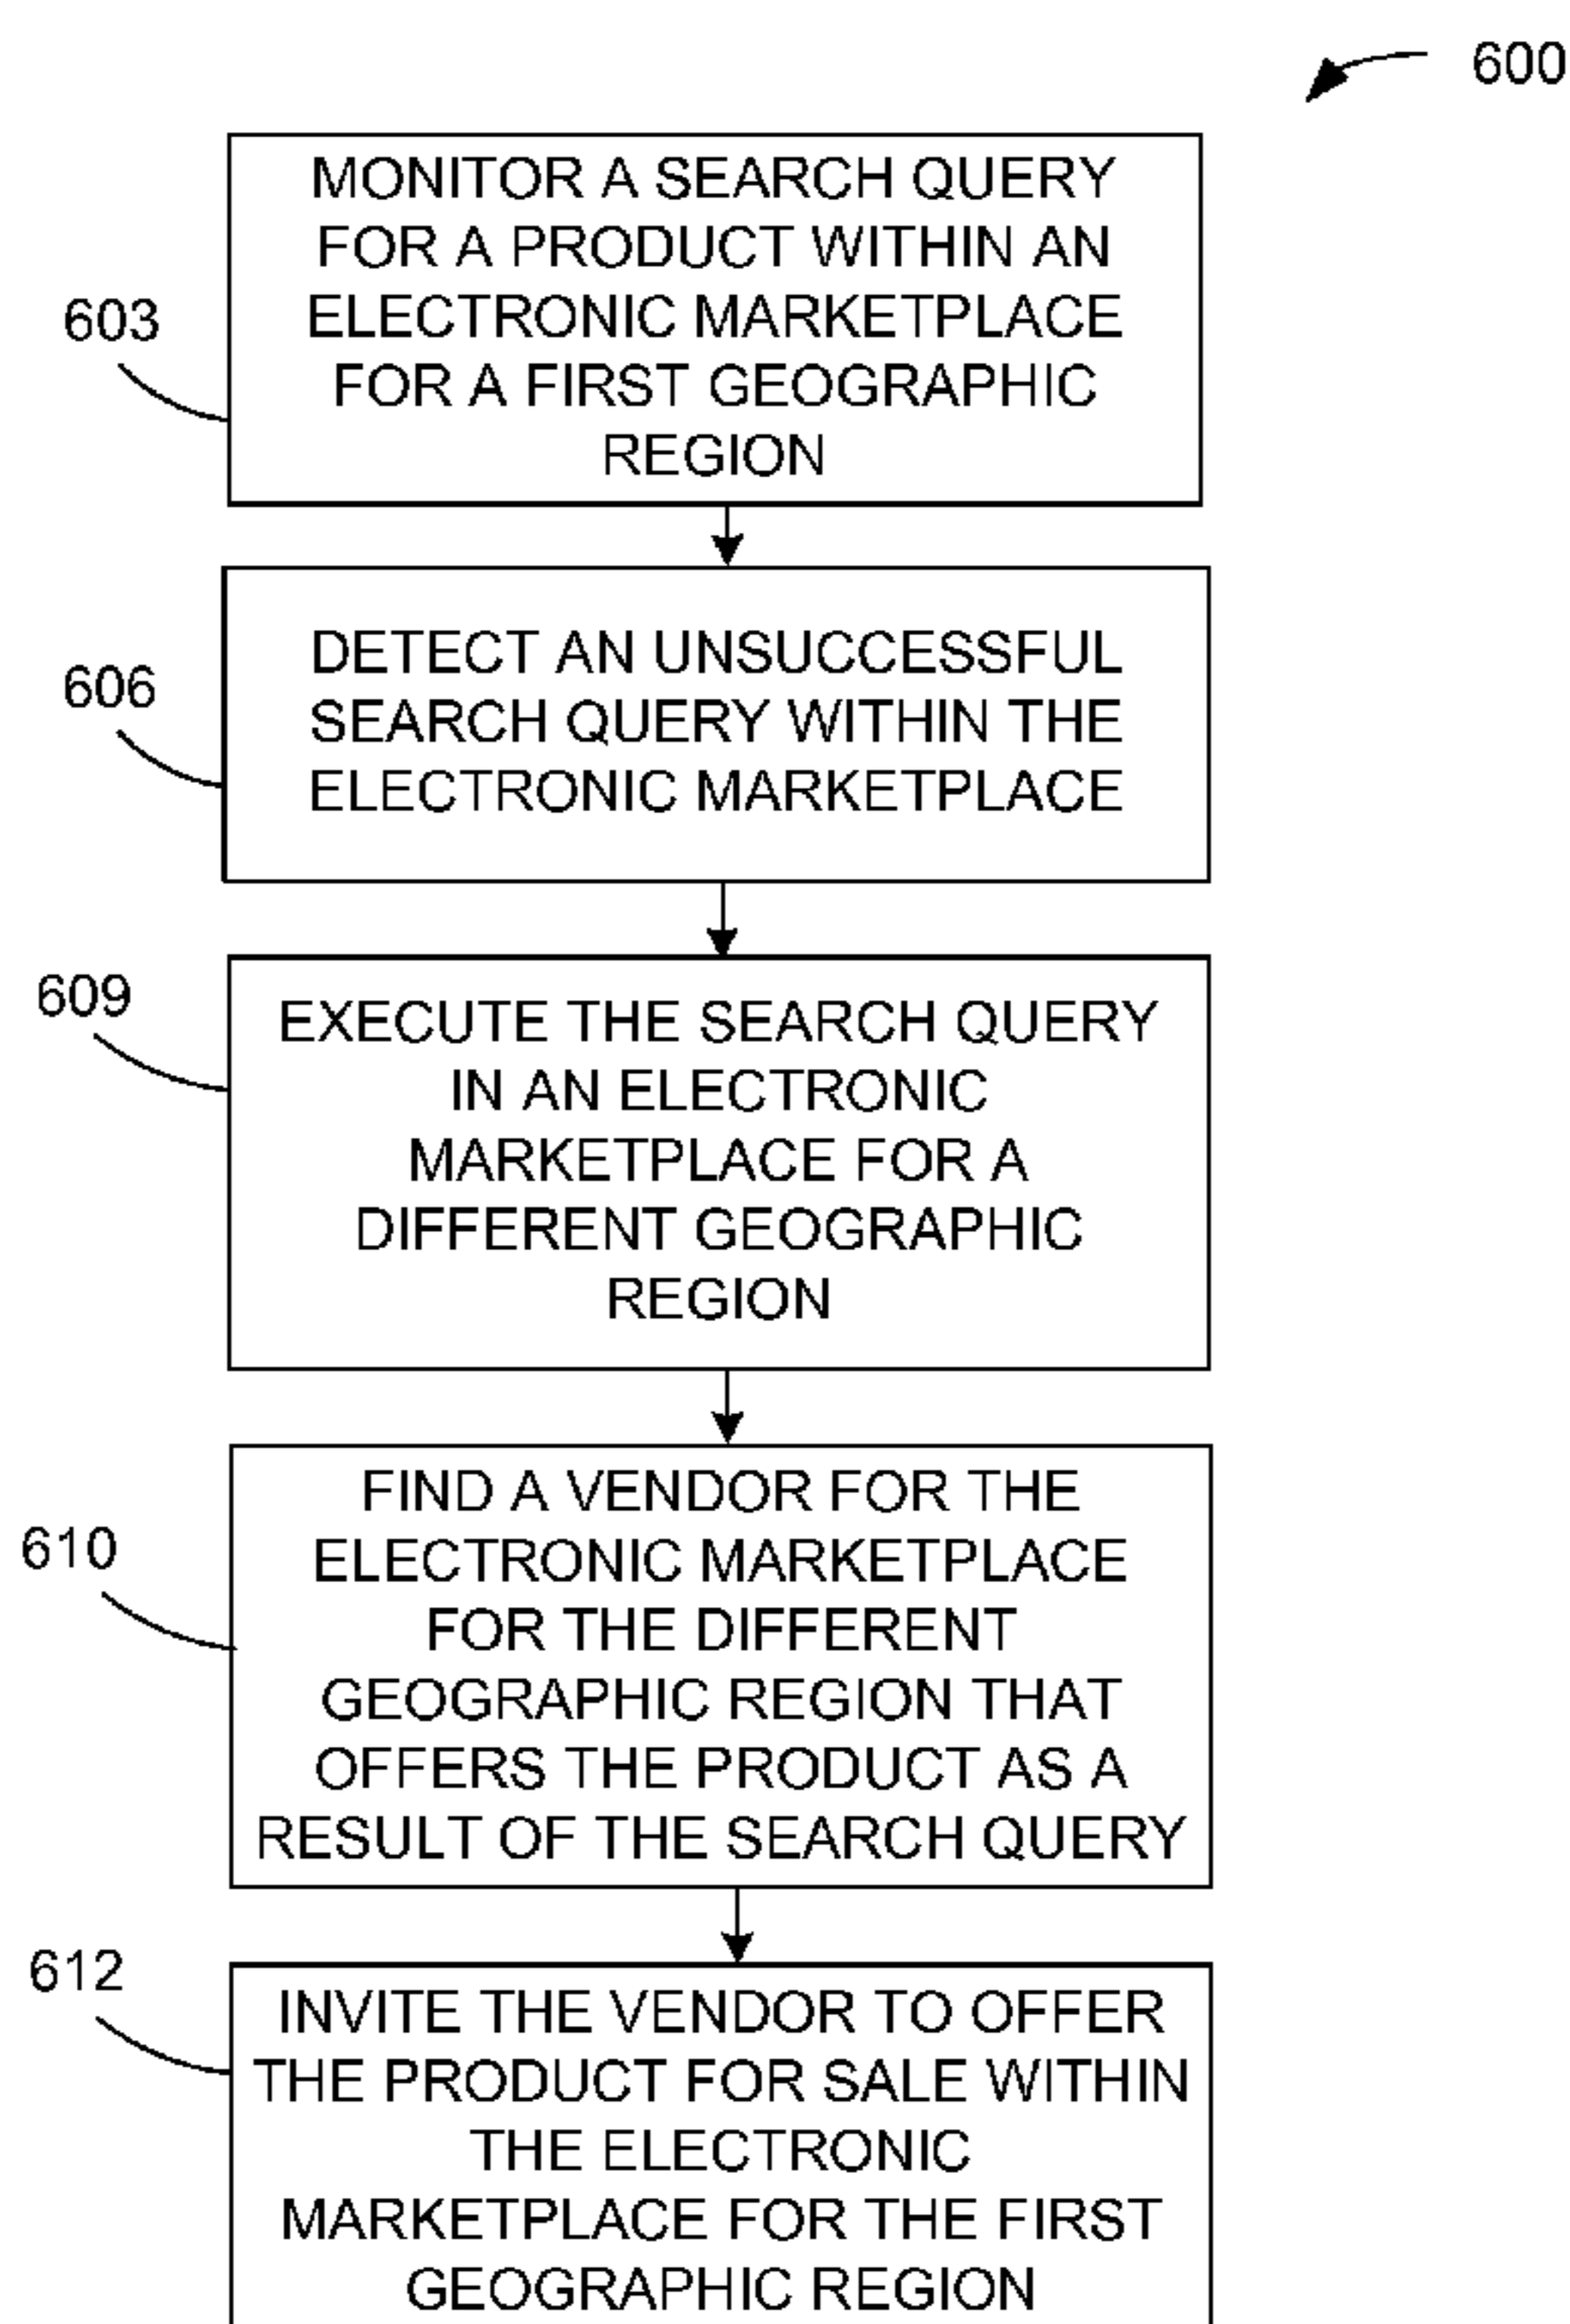 600
MONITOR A SEARCH QUERY
FOR A PRODUCT WITHIN AN
ELECTRONIC MARKETPLACE
FOR A FIRST GEOGRAPHIC
REGION
603
DETECT AN UNSUCCESSFUL
SEARCH QUERY WITHIN THE
ELECTRONIC MARKETPLACE
606
EXECUTE THE SEARCH QUERY
IN AN ELECTRONIC
MARKETPLACE FOR A
DIFFERENT GEOGRAPHIC
REGION
609
FIND A VENDOR FOR THE
ELECTRONIC MARKETPLACE
FOR THE DIFFERENT
GEOGRAPHIC REGION THAT
OFFERS THE PRODUCT AS A
RESULT OF THE SEARCH QUERY
610
INVITE THE VENDOR TO OFFER
THE PRODUCT FOR SALE WITHIN
THE ELECTRONIC
MARKETPLACE FOR THE FIRST
GEOGRAPHIC REGION
612